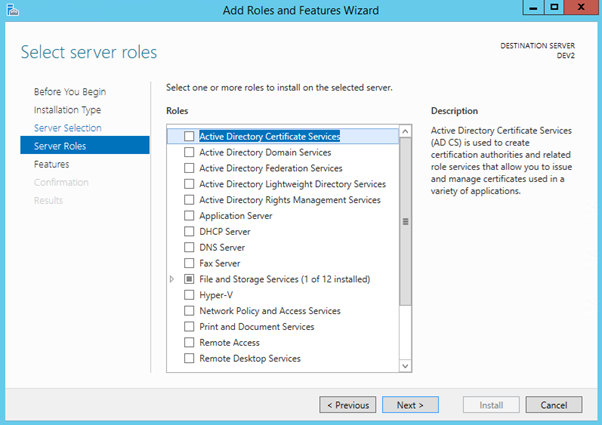 Add Roles and Features Wizard
Select server roles
DESTINATION SERVER
DEV2
Before You Begin
Installation Type
Server Selection
Server Roles
Features
Confirmation
Results
Select one or more roles to install on the selected server.
Roles
Active Directory Certificate Services
Active Directory Domain Services
Active Directory Federation Services
Active Directory Lightweight Directory Services
Active Directory Rights Management Services
Application Server
DHCP Server
DNS Server
Fax Server
File and Storage Services (1 of 12 installed)
Hyper-V
Network Policy and Access Services
Print and Document Services
Remote Access
Remote Desktop Services
Description
Active Directory Certificate Services
(AD CS) is used to create
certification authorities and related
role services that allow you to issue
and manage certificates used in a
variety of applications.
< Previous
Next >
Install
Cancel